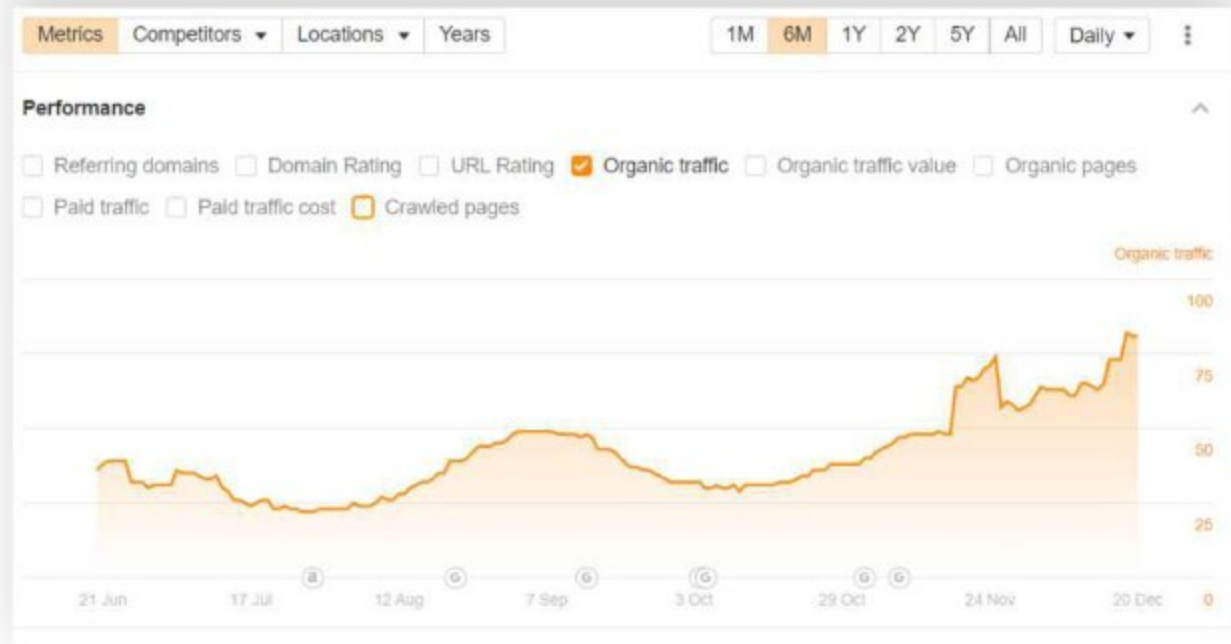 Metrics Competitors Locations Years 1M 6M 1Y 2Y 5Y All Daily
Performance
Referring domains Domain Rating URL Rating Organic traffic Organic traffic value Organic pages
Paid traffic Paid traffic cost Crawled pages
Organic traffic
100
75
50
25
a G G G G G
21 Jun 17 Jul 12 Aug 7 Sep 3 Oct 29 Oct 24 Nov 20 Dec 0